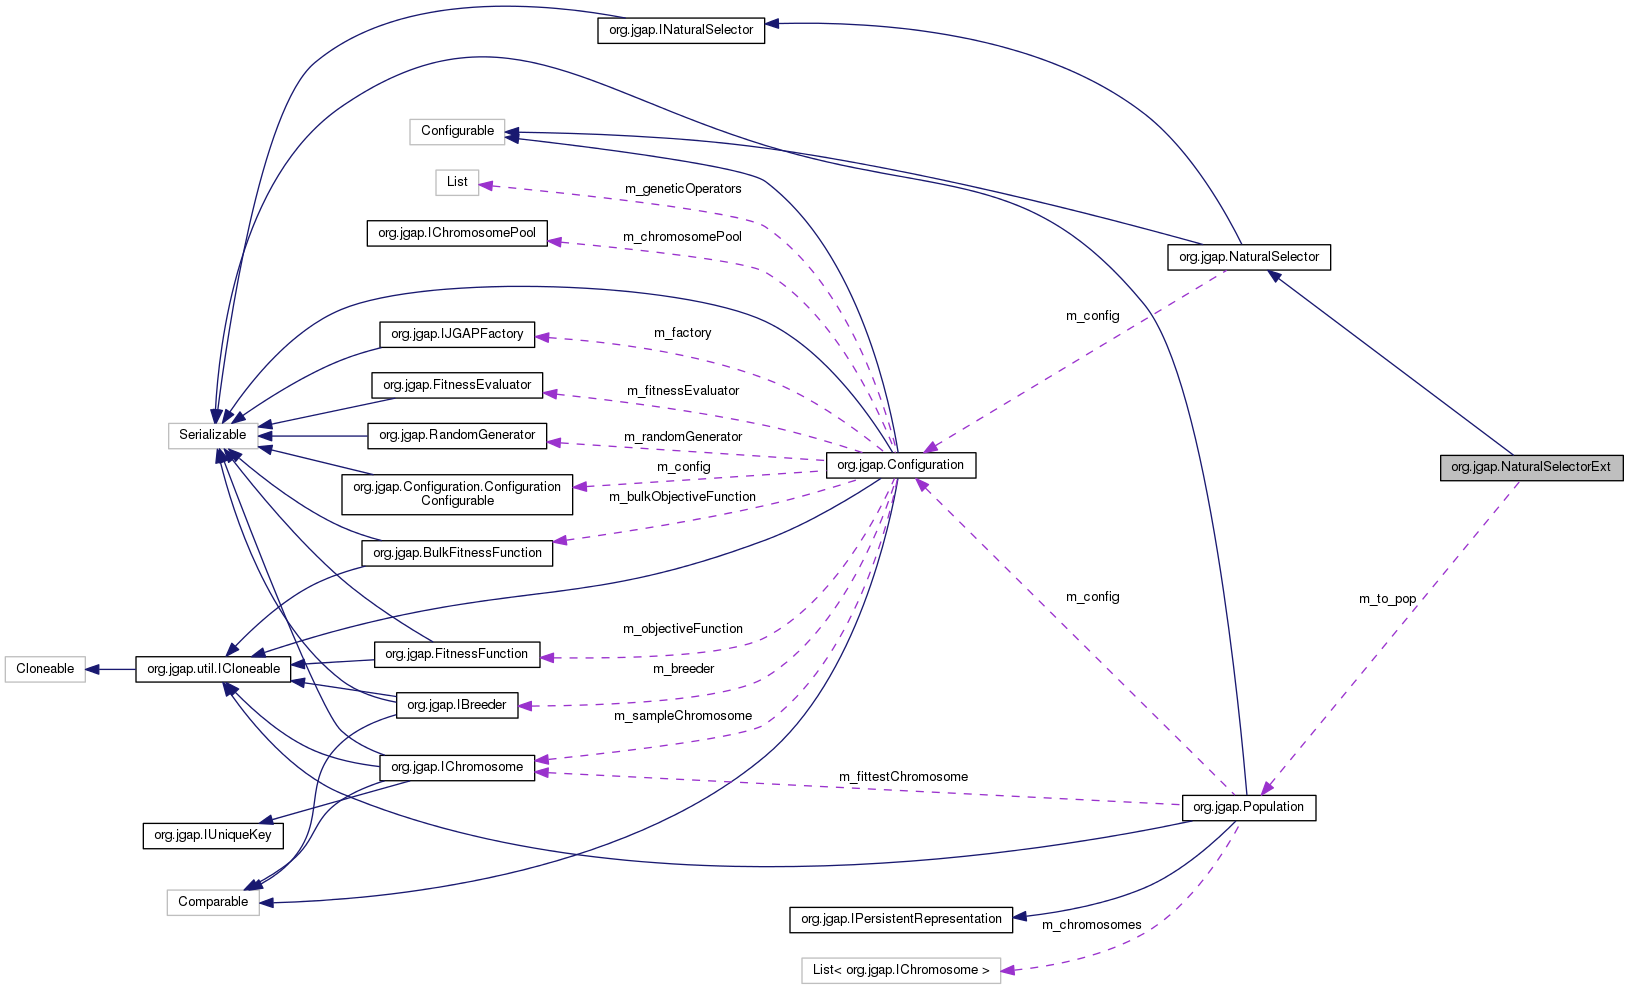 org.jgap.INaturalSelector
Configurable
List
m_geneticOperators
org.jgap.IChromosomePool
m_chromosomePool
org.jgap.NaturalSelector
m_config
org.jgap.IJGAPFactory
m_factory
org.jgap.FitnessEvaluator
m_fitnessEvaluator
Serializable
org.jgap.RandomGenerator
m_randomGenerator
org.jgap.Configuration
org.jgap.NaturalSelectorExt
m_config
org.jgap.Configuration.Configuration
Configurable
m_bulkObjectiveFunction
org.jgap.BulkFitnessFunction
m_config
m_to_pop
m_objectiveFunction
org.jgap.FitnessFunction
Cloneable
org.jgap.util.ICloneable
m_breeder
org.jgap.IBreeder
m_sampleChromosome
org.jgap.IChromosome
m_fittestChromosome
org.jgap.Population
org.jgap.IUniqueKey
Comparable
org.jgap.IPersistentRepresentation
m_chromosomes
List< org.jgap.IChromosome >